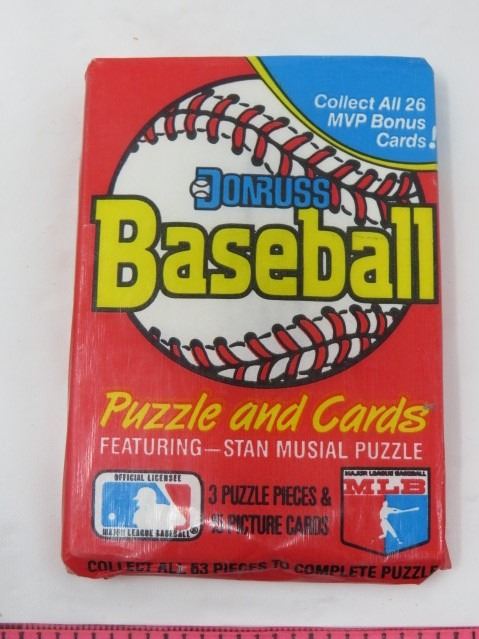 Collect All 26
MVP Bonus
Cards!
DONRUSS
Baseball
Puzzle and Cards
FEATURING—STAN MUSIAL PUZZLE
OFFICIAL LICENSEE
MAJOR LEAGUE BASEBALL®
3 PUZZLE PIECES &
15 PICTURE CARDS
MAJOR LEAGUE BASEBALL
MLB
COLLECT ALL 63 PIECES TO COMPLETE PUZZLE